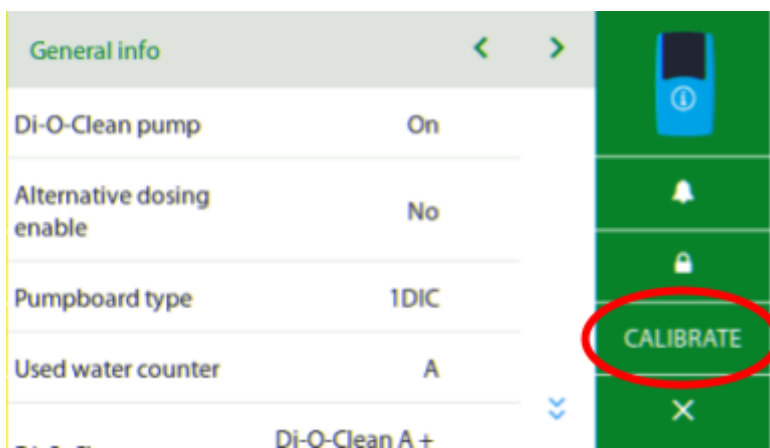 General info
Di-O-Clean pump On
Alternative dosing
enable No
Pumpboard type 1DIC
CALIBRATE
Used water counter A
Di-O-Clean A +